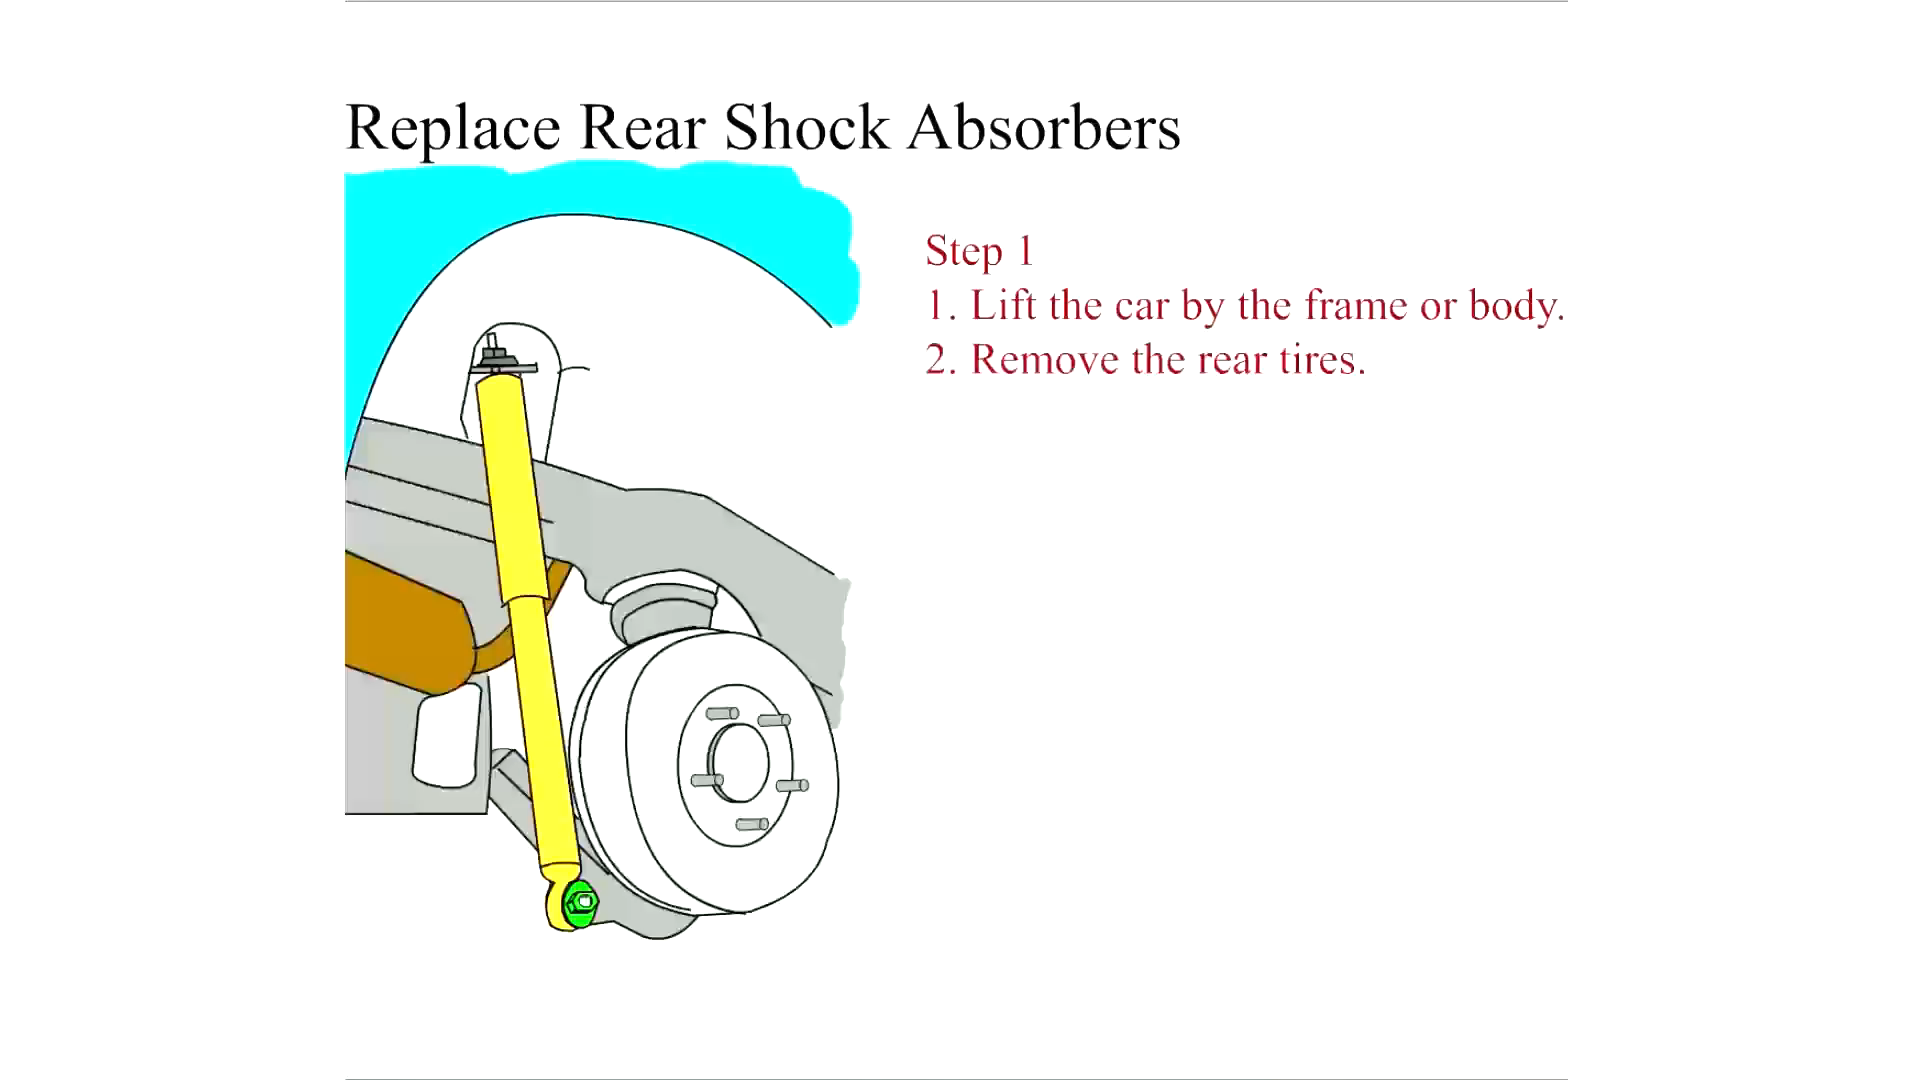 Replace Rear Shock Absorbers
Step 1
1. Lift the car by the frame or body.
2. Remove the rear tires.